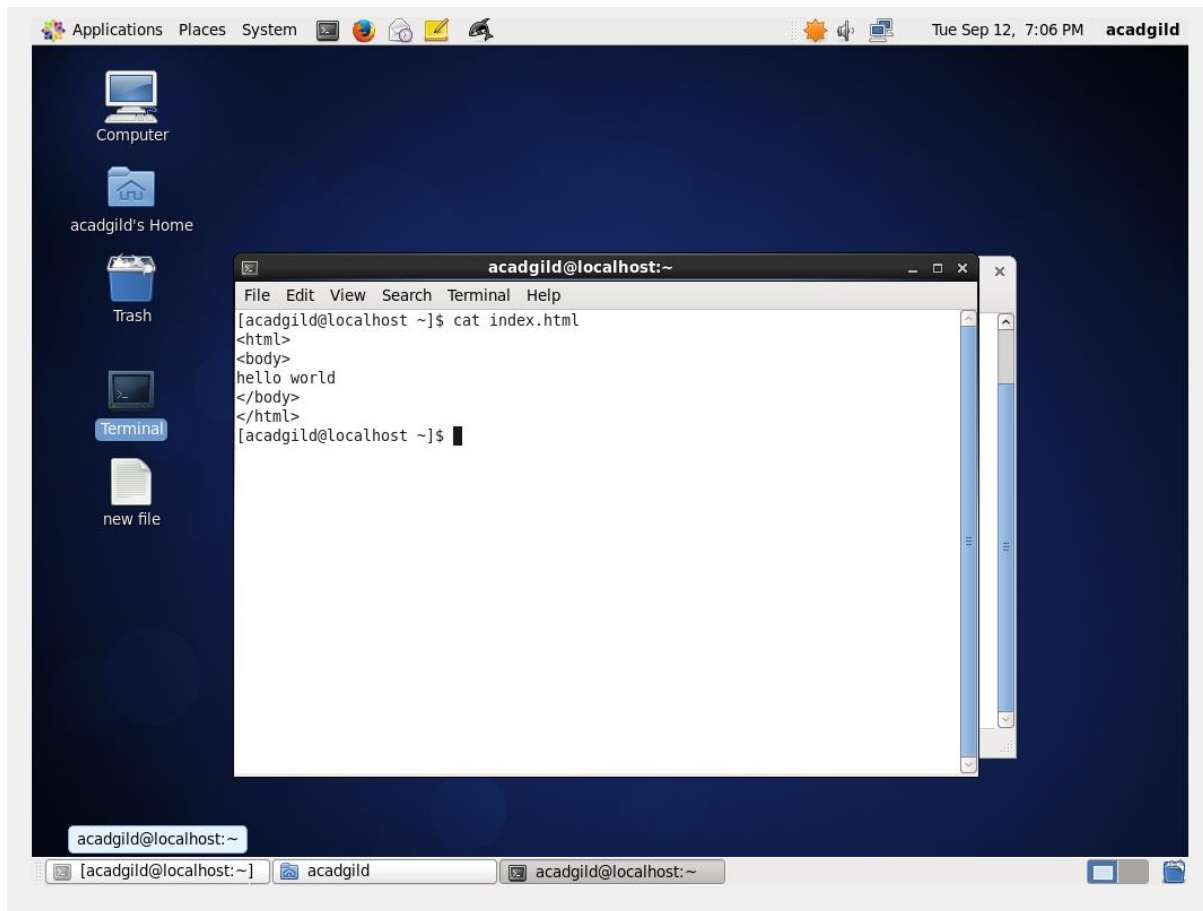 Applications Places System Tue Sep 12, 7:06 PM acadgild
Computer
acadgild's Home
Trash
Terminal
new file
acadgild@localhost:~
File Edit View Search Terminal Help
[acadgild@localhost ~]$ cat index.html
<html>
<body>
hello world
</body>
</html>
[acadgild@localhost ~]$
acadgild@localhost:~
[acadgild@localhost:~] acadgild acadgild@localhost:~